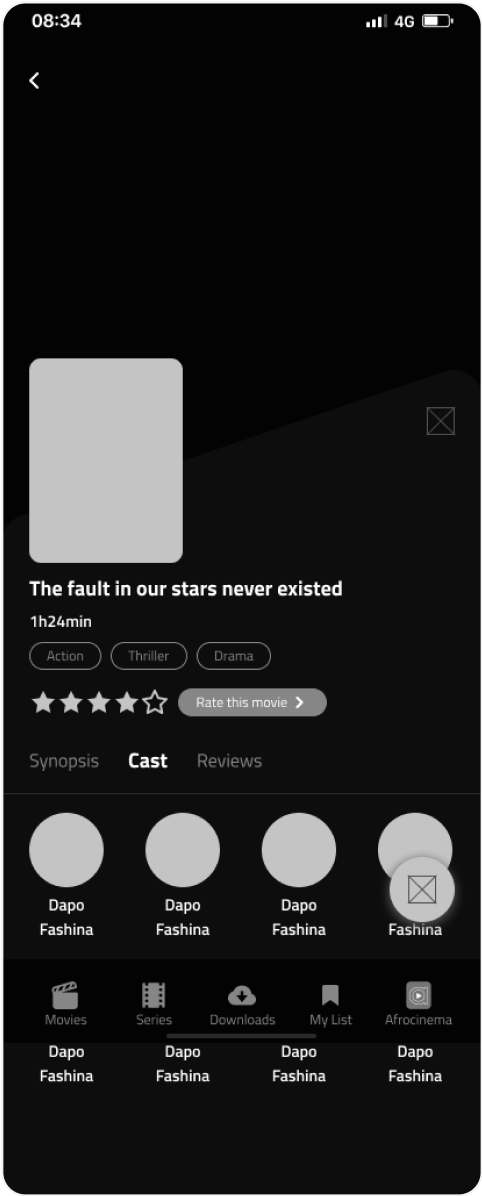 08:34
4G
The fault in our stars never existed
1h24min
Action Thriller Drama
Rate this movie
Synopsis Cast Reviews
Dapo Dapo Dapo
Fashina Fashina Fashina Fashina
Movies Series Downloads My List Afrocinema
Dapo Dapo Dapo Dapo
Fashina Fashina Fashina Fashina